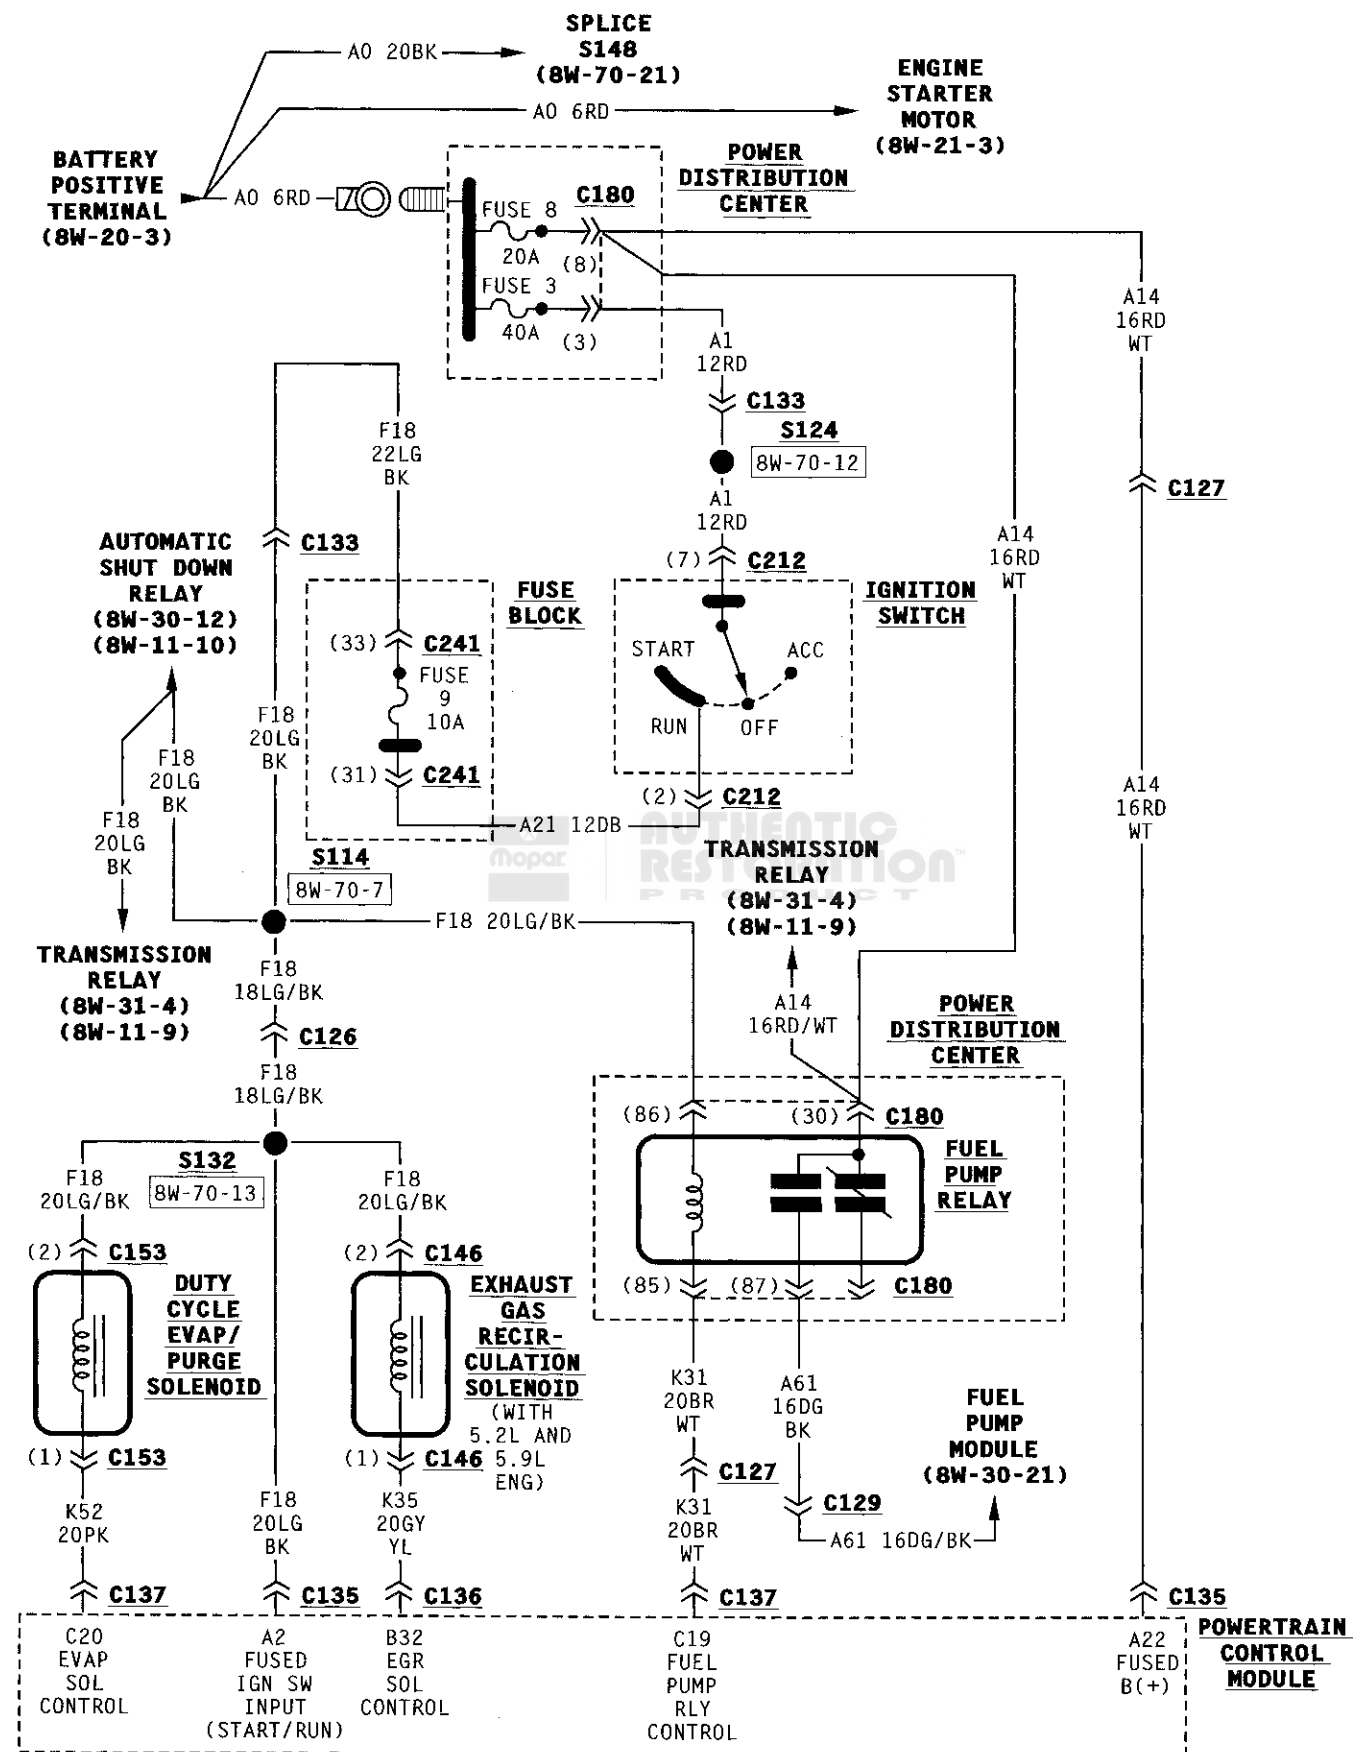 SPLICE
S148
(8W-70-21)
A0 20BK
ENGINE
STARTER
MOTOR
(8W-21-3)
A0 6RD
BATTERY
POSITIVE
TERMINAL
(8W-20-3)
A0 6RD
POWER
DISTRIBUTION
CENTER
C180
FUSE 8
20A
(8)
FUSE 3
40A
(3)
A14
16RD
WT
A1
12RD
C133
S124
8W-70-12
A1
12RD
F18
22LG
BK
C127
A14
16RD
WT
C133
AUTOMATIC
SHUT DOWN
RELAY
(8W-30-12)
(8W-11-10)
(7)
C212
FUSE
BLOCK
IGNITION
SWITCH
(33)
C241
FUSE
9
10A
START
ACC
RUN
OFF
F18
20LG
BK
F18
20LG
BK
F18
20LG
BK
(31)
C241
(2)
C212
A14
16RD
WT
A21 12DB
Mopar
AUTHENTIC
RESTORATION™
PRODUCT
S114
8W-70-7
TRANSMISSION
RELAY
(8W-31-4)
(8W-11-9)
F18 20LG/BK
TRANSMISSION
RELAY
(8W-31-4)
(8W-11-9)
F18
18LG/BK
C126
F18
18LG/BK
A14
16RD/WT
POWER
DISTRIBUTION
CENTER
(86)
(30)
C180
FUEL
PUMP
RELAY
S132
8W-70-13
F18
20LG/BK
F18
20LG/BK
(2)
C153
(2)
C146
(85)
(87)
C180
DUTY
CYCLE
EVAP/
PURGE
SOLENOID
EXHAUST
GAS
RECIR-
CULATION
SOLENOID
(WITH
5.2L AND
5.9L
ENG)
K31
20BR
WT
A61
16DG
BK
FUEL
PUMP
MODULE
(8W-30-21)
(1)
C153
(1)
C146
C127
K52
20PK
F18
20LG
BK
K35
20GY
YL
K31
20BR
WT
C129
A61 16DG/BK
C137
C135
C136
C137
C135
POWERTRAIN
CONTROL
MODULE
C20
EVAP
SOL
CONTROL
A2
FUSED
IGN SW
INPUT
(START/RUN)
B32
EGR
SOL
CONTROL
C19
FUEL
PUMP
RLY
CONTROL
A22
FUSED
B(+)